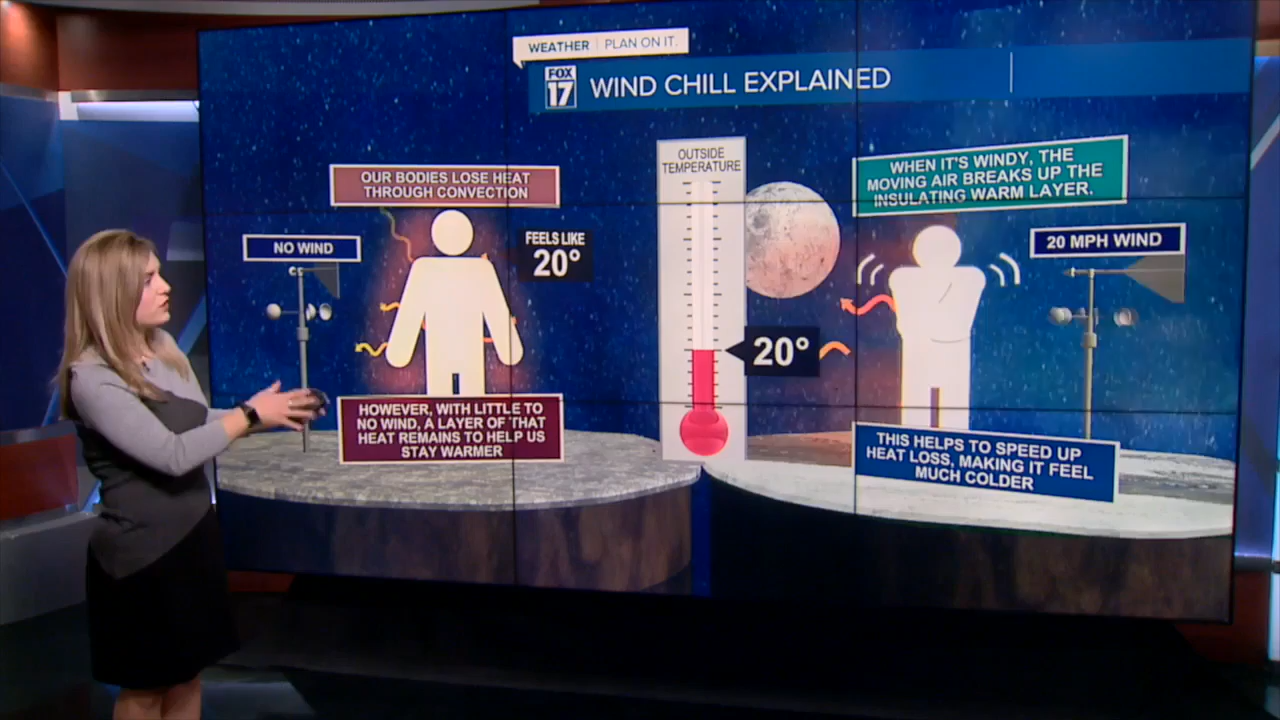 WEATHER | PLAN ON IT.
FOX
17
WIND CHILL EXPLAINED
OUR BODIES LOSE HEAT
THROUGH CONVECTION
NO WIND
FEELS LIKE
20°
HOWEVER, WITH LITTLE TO
NO WIND, A LAYER OF THAT
HEAT REMAINS TO HELP US
STAY WARMER
OUTSIDE
TEMPERATURE
20°
WHEN IT'S WINDY, THE
MOVING AIR BREAKS UP THE
INSULATING WARM LAYER.
20 MPH WIND
THIS HELPS TO SPEED UP
HEAT LOSS, MAKING IT FEEL
MUCH COLDER